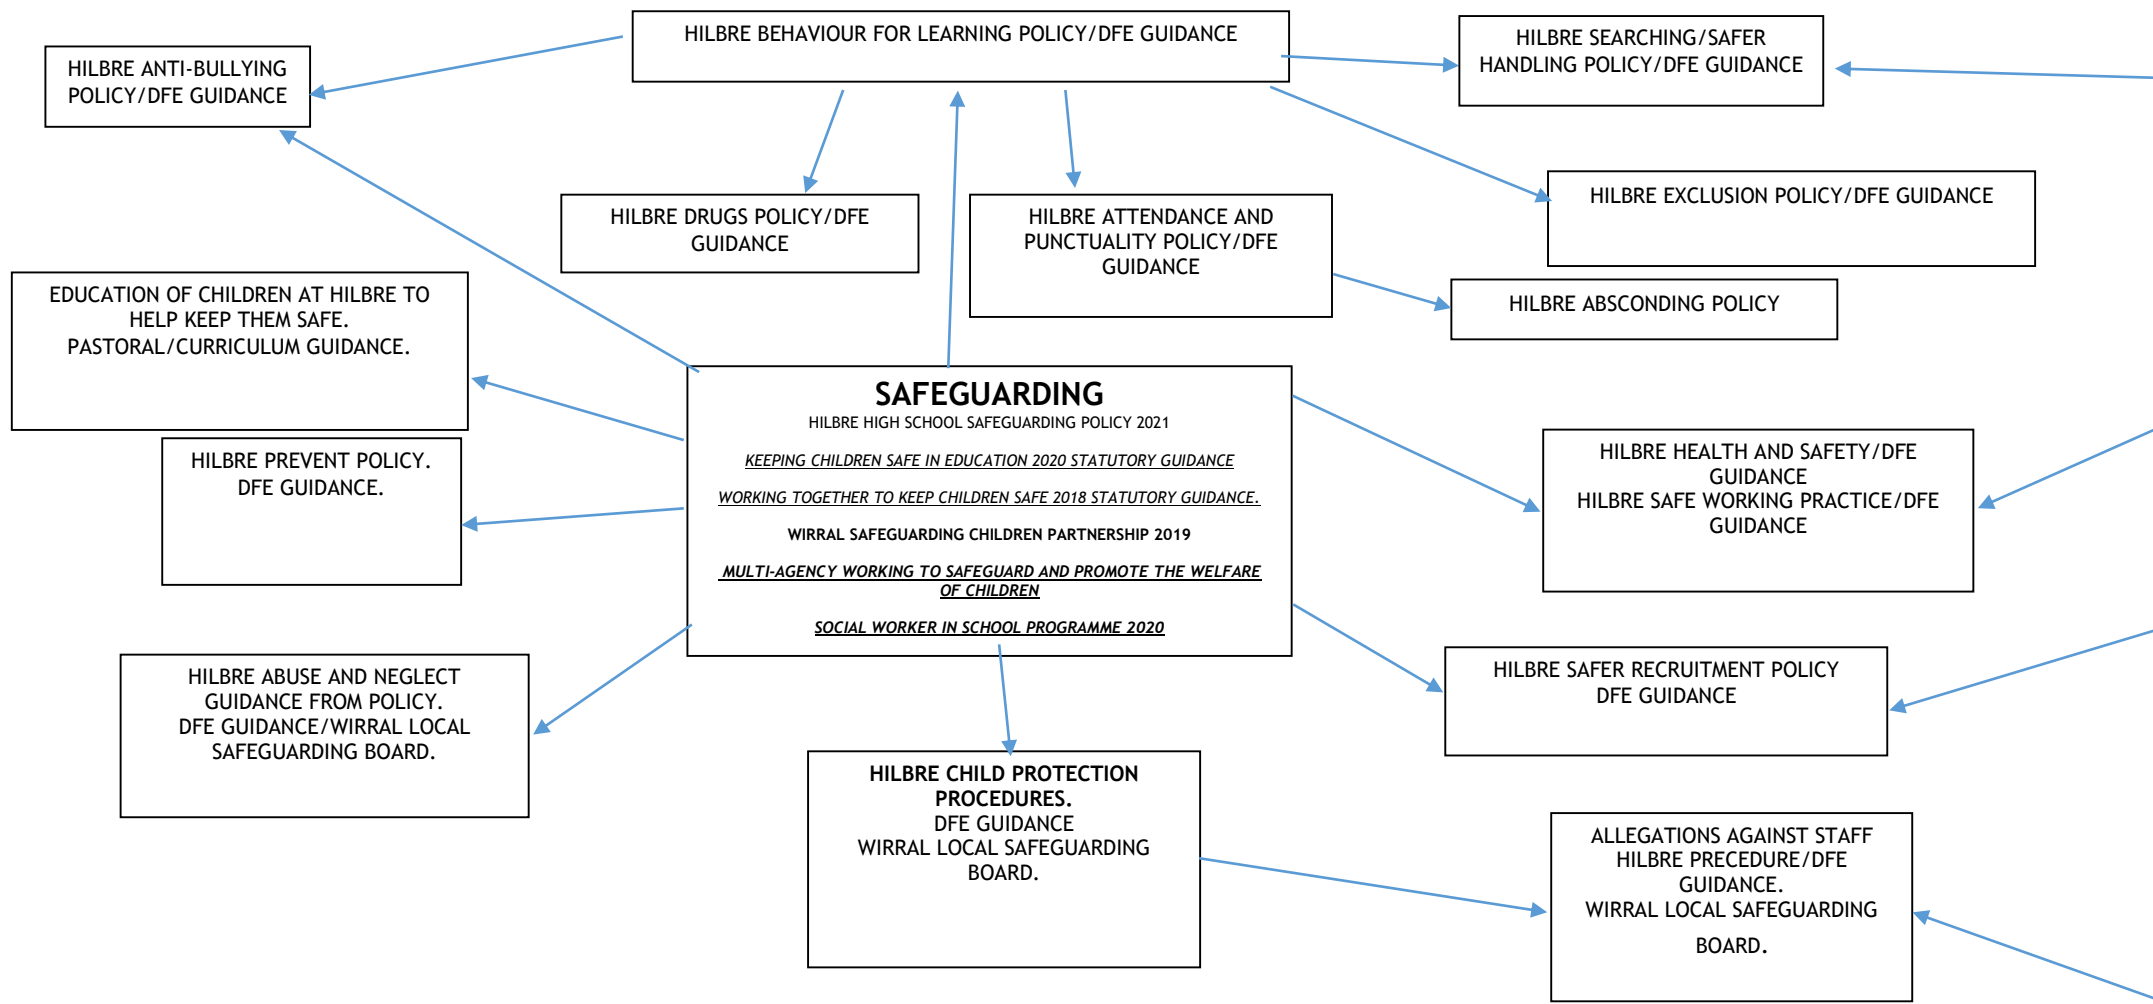 HILBRE BEHAVIOUR FOR LEARNING POLICY/DFE GUIDANCE
HILBRE SEARCHING/SAFER
HANDLING POLICY/DFE GUIDANCE
HILBRE ANTI-BULLYING
POLICY/DFE GUIDANCE
HILBRE DRUGS POLICY/DFE
GUIDANCE
HILBRE ATTENDANCE AND
PUNCTUALITY POLICY/DFE
GUIDANCE
HILBRE EXCLUSION POLICY/DFE GUIDANCE
HILBRE ABSCONDING POLICY
EDUCATION OF CHILDREN AT HILBRE TO
HELP KEEP THEM SAFE.
PASTORAL/CURRICULUM GUIDANCE.
SAFEGUARDING
HILBRE HIGH SCHOOL SAFEGUARDING POLICY 2021
KEEPING CHILDREN SAFE IN EDUCATION 2020 STATUTORY GUIDANCE
WORKING TOGETHER TO KEEP CHILDREN SAFE 2018 STATUTORY GUIDANCE.
WIRRAL SAFEGUARDING CHILDREN PARTNERSHIP 2019
MULTI-AGENCY WORKING TO SAFEGUARD AND PROMOTE THE WELFARE
OF CHILDREN
SOCIAL WORKER IN SCHOOL PROGRAMME 2020
HILBRE PREVENT POLICY.
DFE GUIDANCE.
HILBRE HEALTH AND SAFETY/DFE
GUIDANCE
HILBRE SAFE WORKING PRACTICE/DFE
GUIDANCE
HILBRE ABUSE AND NEGLECT
GUIDANCE FROM POLICY.
DFE GUIDANCE/WIRRAL LOCAL
SAFEGUARDING BOARD.
HILBRE SAFER RECRUITMENT POLICY
DFE GUIDANCE
HILBRE CHILD PROTECTION
PROCEDURES.
DFE GUIDANCE
WIRRAL LOCAL SAFEGUARDING
BOARD.
ALLEGATIONS AGAINST STAFF
HILBRE PRECEDURE/DFE
GUIDANCE.
WIRRAL LOCAL SAFEGUARDING
BOARD.